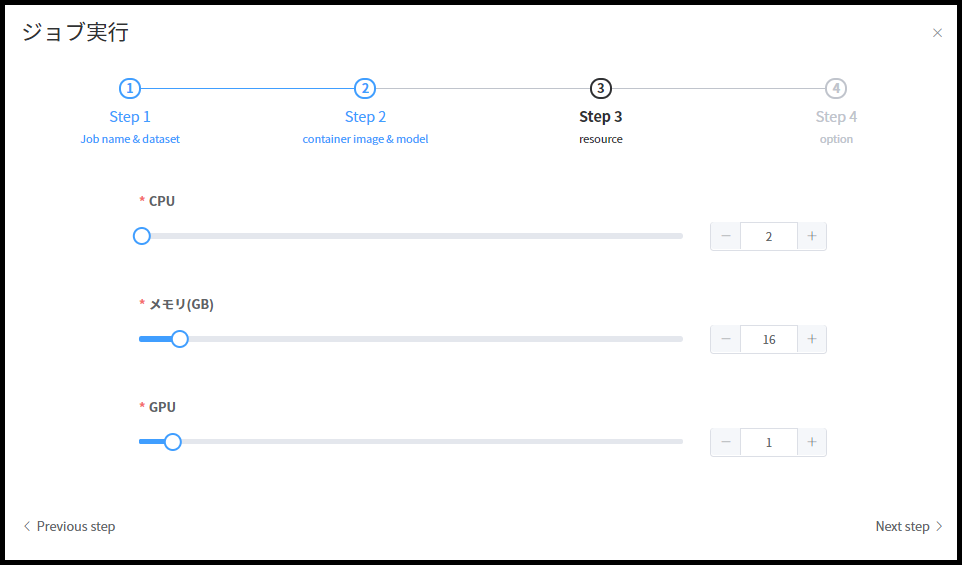 ジョブ実行
1 2 3 4
Step 1 Step 2 Step 3 Step 4
Job name & dataset container image & model resource option
* CPU
2
* メモリ(GB)
16
* GPU
1
Previous step Next step